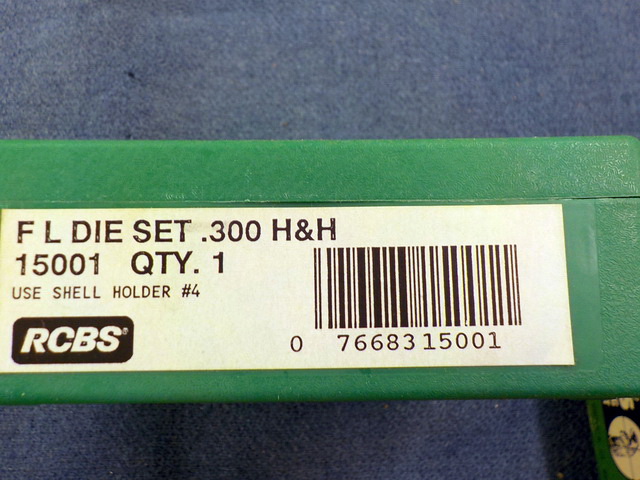 F L DIE SET .300 H&H
15001 QTY. 1
USE SHELL HOLDER #4
RCBS®
0 7668315001